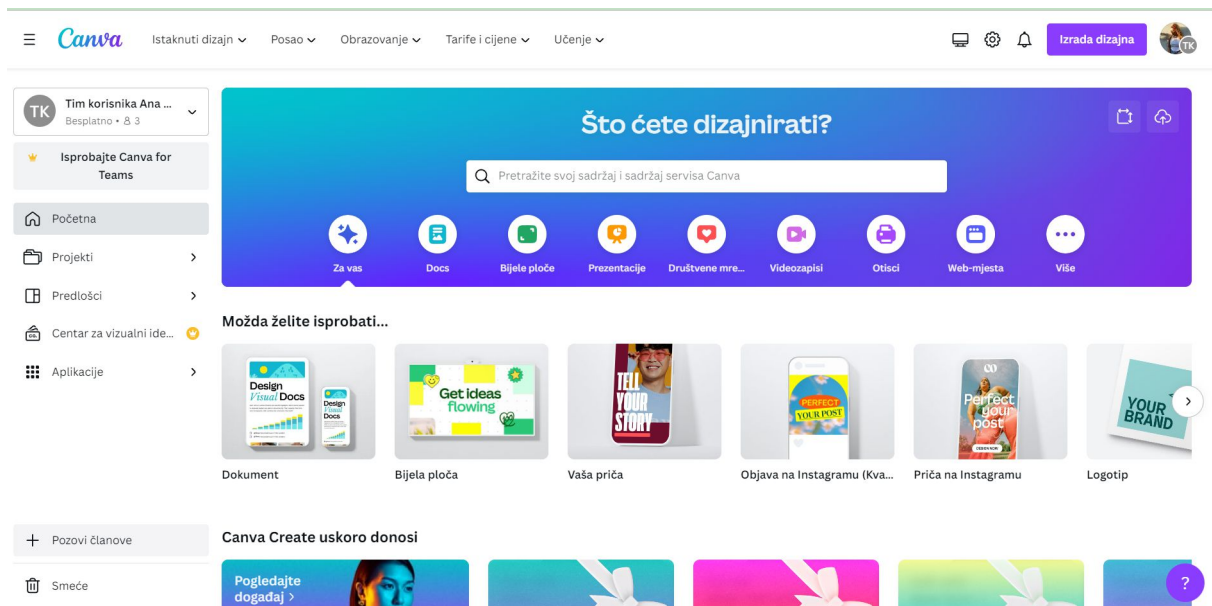 Canva
Istaknuti dizajn
Posao
Obrazovanje
Tarife i cijene
Učenje
Izrada dizajna
TK
TK
Tim korisnika Ana ...
Besplatno • 3
Isprobajte Canva for
Teams
Početna
Projekti
Predlošci
Centar za vizualni ide...
Aplikacije
Pozovi članove
Smeće
Što ćete dizajnirati?
Pretražite svoj sadržaj i sadržaj servisa Canva
Za vas
Docs
Bijele ploče
Prezentacije
Društvene mre...
Videozapisi
Otisci
Web-mjesta
Više
Možda želite isprobati...
Design
Visual Docs
Design
Visual
Docs
Get ideas
flowing
TELL
YOUR
STORY
PERFECT
YOUR POST
Perfect
your
post
YOUR
BRAND
Dokument
Bijela ploča
Vaša priča
Objava na Instagramu (Kva...
Priča na Instagramu
Logotip
Canva Create uskoro donosi
Pogledajte
događaj >
?